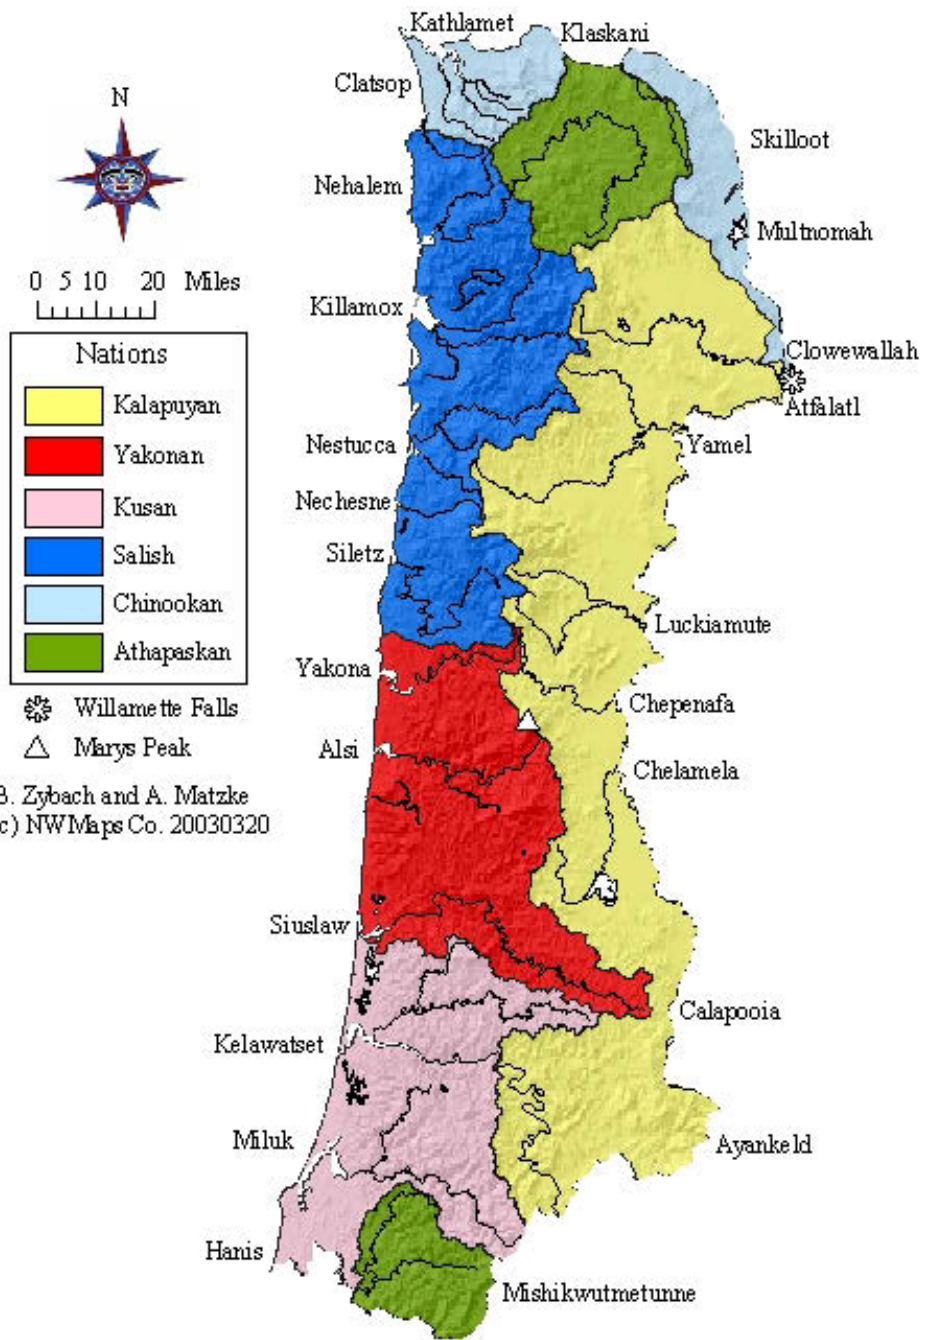 Kathlamet
Klaskani
Clatsop
N
Skilloot
Nehalem
Multnomah
0 5 10 20 Miles
Killamox
Nations
Clowewallah
Kalapuyan
Atfalatl
Yakonan
Nestucca
Yamel
Kusan
Nechesne
Salish
Siletz
Chinookan
Luckiamute
Athapaskan
Yakona
Willamette Falls
Chepenafa
Marys Peak
Alsi
Chelamela
B. Zybach and A. Matzke
c) NWMaps Co. 20030320
Siuslaw
Calapooia
Kelawatset
Miluk
Ayankeld
Hanis
Mishikwutmetunne